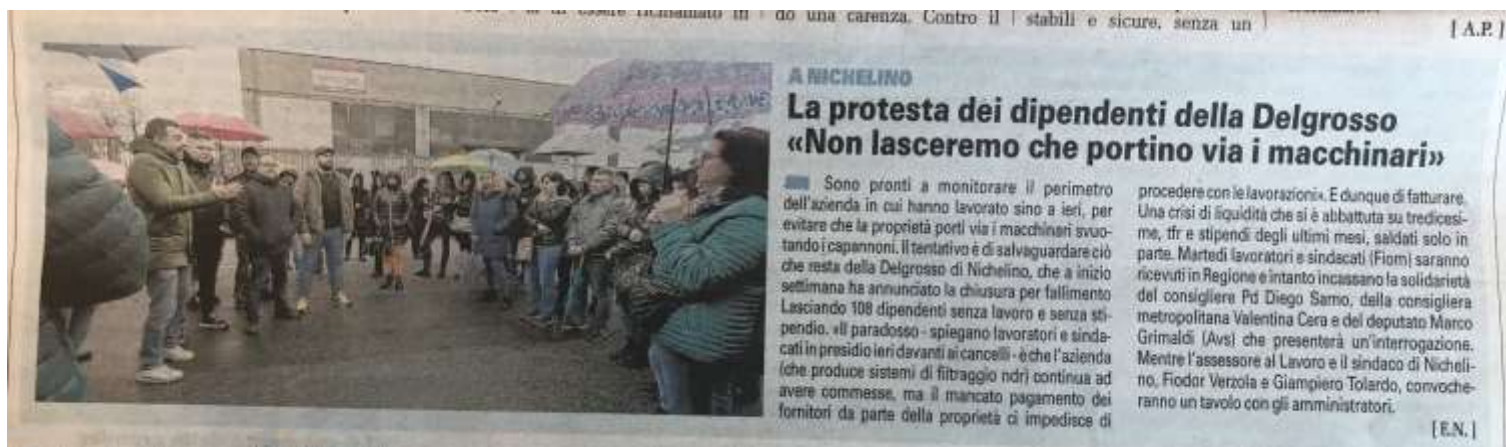 essere richiamato in
do una carenza. Contro il
stabili e sicure, senza un
[ A.P. ]
A NICHELINO
La protesta dei dipendenti della Delgrosso
«Non lasceremo che portino via i macchinari»
Sono pronti a monitorare il perimetro
dell'azienda in cui hanno lavorato sino a ieri, per
evitare che la proprietà porti via i macchinari svuo-
tando i capannoni. Il tentativo è di salvaguardare ciò
che resta della Delgrosso di Nichelino, che a inizio
settimana ha annunciato la chiusura per fallimento
Lasciando 108 dipendenti senza lavoro e senza sti-
pendio. «Il paradosso - spiegano lavoratori e sinda-
cati in presidio ieri davanti ai cancelli - è che l'azienda
(che produce sistemi di filtraggio ndr) continua ad
avere commesse, ma il mancato pagamento dei
fornitori da parte della proprietà ci impedisce di
procedere con le lavorazioni». E dunque di fatturare.
Una crisi di liquidità che si è abbattuta su tredicesi-
me, tfr e stipendi degli ultimi mesi, saldati solo in
parte. Martedì lavoratori e sindacati (Fiom) saranno
ricevuti in Regione e intanto incassano la solidarietà
del consigliere Pd Diego Sarno, della consigliera
metropolitana Valentina Cera e del deputato Marco
Grimaldi (Avs) che presenterà un'interrogazione.
Mentre l'assessore al Lavoro e il sindaco di Nicheli-
no, Fiodor Verzola e Giampiero Tolardo, convoche-
ranno un tavolo con gli amministratori.
[ E.N. ]